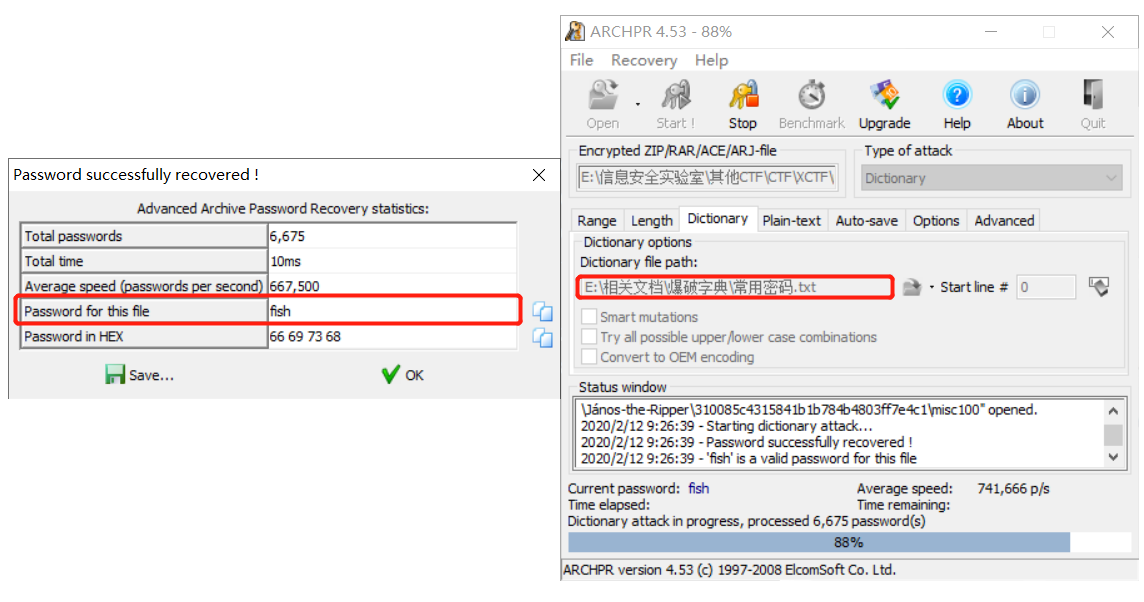 Password successfully recovered !
Advanced Archive Password Recovery statistics:
Total passwords 6,675
Total time 10ms
Average speed (passwords per second) 667,500
Password for this file fish
Password in HEX 66 69 73 68
Save...
OK
ARCHPR 4.53 - 88%
File Recovery Help
Open Start ! Stop Benchmark Upgrade Help About Quit
Encrypted ZIP/RAR/ACE/ARJ-file
E:\信息安全实验室\其他CTF\CTF\XCTF\
Type of attack
Dictionary
Range Length Dictionary Plain-text Auto-save Options Advanced
Dictionary options
Dictionary file path:
E:\相关文档\爆破字典\常用密码.txt
Start line # 0
Smart mutations
Try all possible upper/lower case combinations
Convert to OEM encoding
Status window
\János-the-Ripper\310085c4315841b1b784b4803ff7e4c1\misc100" opened.
2020/2/12 9:26:39 - Starting dictionary attack...
2020/2/12 9:26:39 - Password successfully recovered !
2020/2/12 9:26:39 - 'fish' is a valid password for this file
Current password: fish Average speed: 741,666 p/s
Time elapsed: Time remaining:
Dictionary attack in progress, processed 6,675 password(s)
88%
ARCHPR version 4.53 (c) 1997-2008 ElcomSoft Co. Ltd.